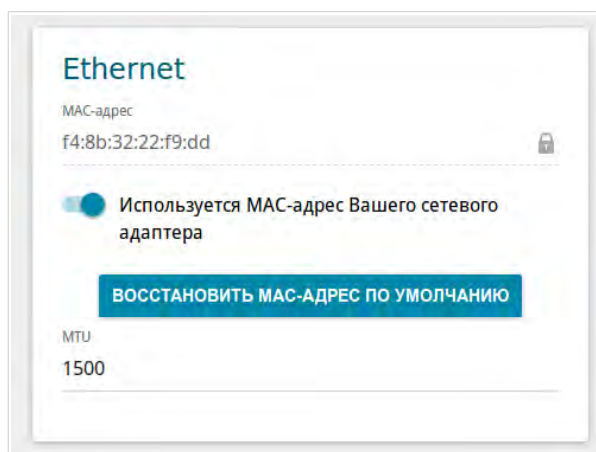 Ethernet
MAC-адрес
f4:8b:32:22:f9:dd
Используется MAC-адрес Вашего сетевого
адаптера
ВОССТАНОВИТЬ MAC-АДРЕС ПО УМОЛЧАНИЮ
MTU
1500